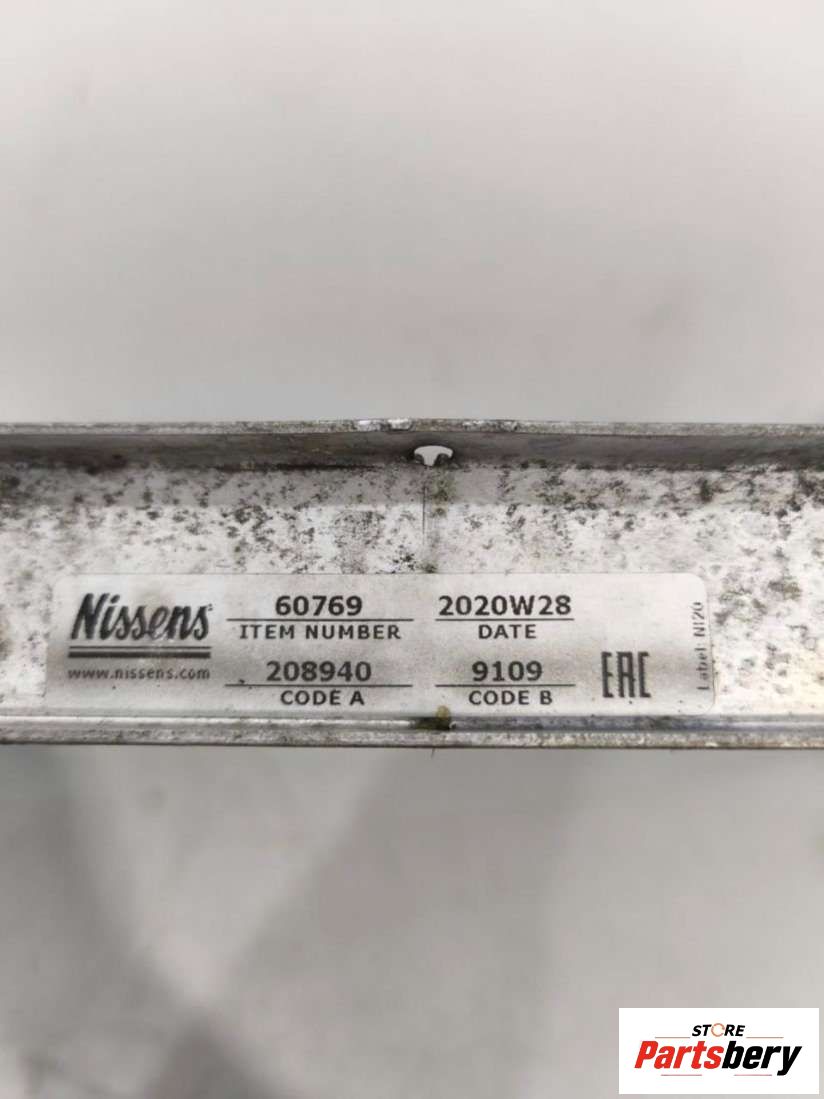 Nissens
60769
ITEM NUMBER
2020W28
DATE
www.nissens.com
208940
CODE A
9109
CODE B
EAC
Label: NI20
STORE
Partsbery